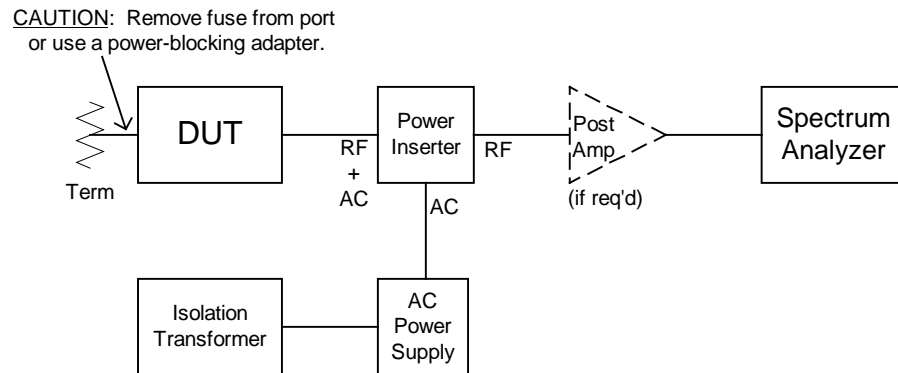 CAUTION: Remove fuse from port
or use a power-blocking adapter.
Term
DUT
RF
+
AC
Power
Inserter
RF
AC
Post
Amp
(if req'd)
Spectrum
Analyzer
Isolation
Transformer
AC
Power
Supply